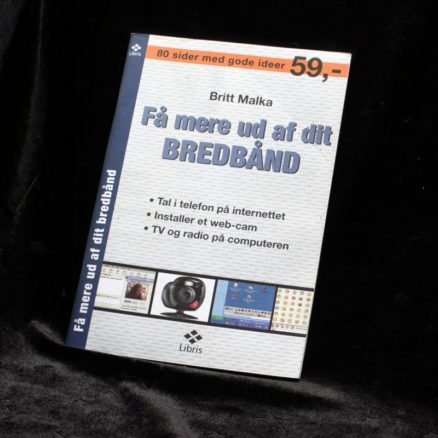 Libris
80 sider med gode ideer 59,-
Britt Malka
Få mere ud af dit
BREDBÅND
• Tal i telefon på internettet
• Installer et web-cam
• TV og radio på computeren
Libris
Få mere ud af dit bredbånd